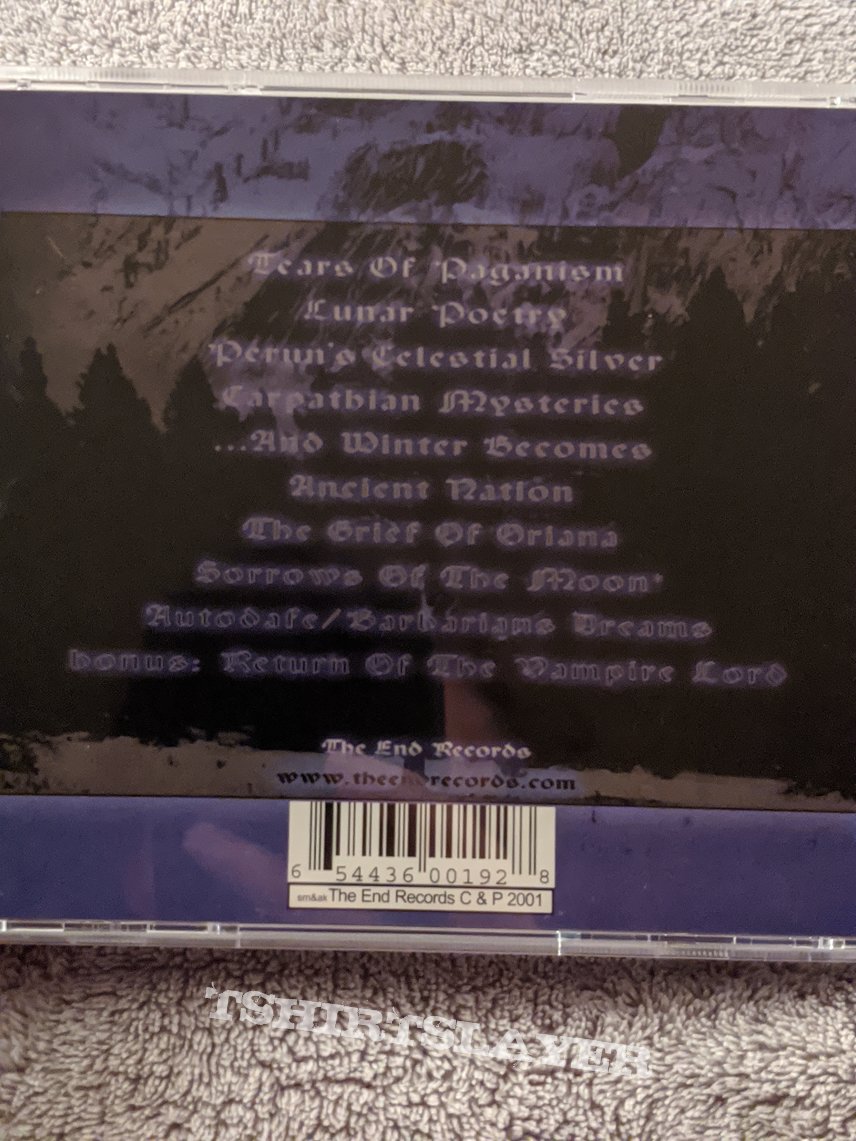 Tears Of Paganism
Lunar Poetry
Perun's Celestial Silver
Carpathian Mysteries
...And Winter Becomes
Ancient Nation
The Grief Of Oriana
Sorrows Of The Moon'
Autodafe/Barbarians Dreams
bonus: Return Of The Vampire Lord
The End Records
www.theendrecords.com
6 54436 00192 8
sm&ak The End Records C & P 2001
TSHIRTSLAYER